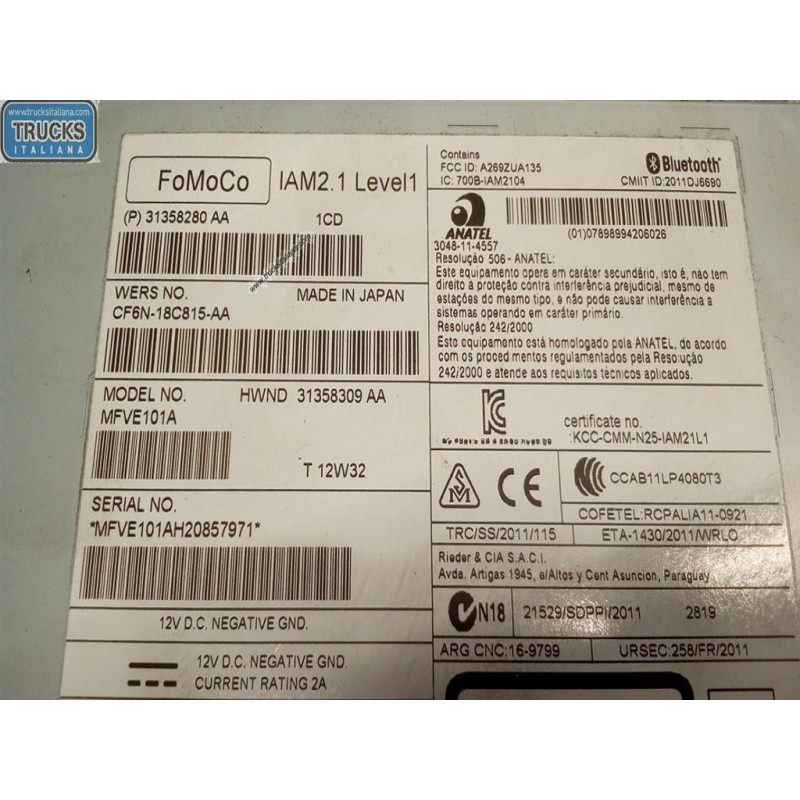 www.trucksitaliana.com
TRUCKS
ITALIANA
FoMoCo IAM2.1 Level1
(P) 31358280 AA 1CD
WERS NO. MADE IN JAPAN
CF6N-18C815-AA
MODEL NO. HWND 31358309 AA
MFVE101A
T 12W32
SERIAL NO.
*MFVE101AH20857971*
12V D.C. NEGATIVE GND.
12V D.C. NEGATIVE GND.
CURRENT RATING 2A
Contains
FCC ID: A269ZUA135
IC: 700B-IAM2104
Bluetooth
CMIIT ID:2011DJ6690
ANATEL
3048-11-4557
(01)07898994206026
Resolução 506 - ANATEL:
Este equipamento opera em caráter secundário, isto é, não tem
direito à proteção contra interferência prejudicial, mesmo de
estações do mesmo tipo, e não pode causar interferência a
sistemas operando em caráter primário.
Resolução 242/2000
Este equipamento está homologado pela ANATEL, de acordo
com os procedimentos regulamentados pela Resolução
242/2000 e atende aos requisitos técnicos aplicados.
certificate no.
:KCC-CMM-N25-IAM21L1
CE
CCAB11LP4080T3
COFETEL:RCPALIA11-0921
TRC/SS/2011/115 ETA-1430/2011/WRLO
Rieder & CIA S.A.C.I.
Avda. Artigas 1945, e/Altos y Cent Asuncion, Paraguay
N18 21529/SDPPI/2011 2819
ARG CNC:16-9799 URSEC:258/FR/2011